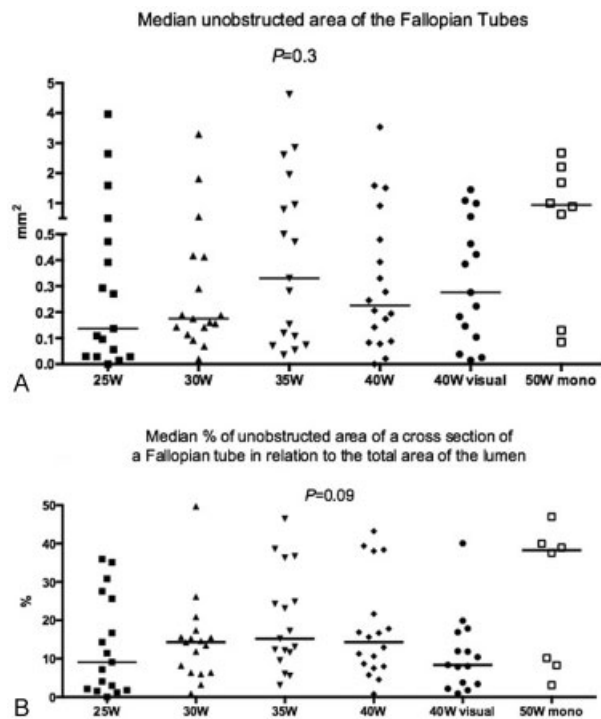 Median unobstructed area of the Fallopian Tubes
P=0.3
5
4
3
2
1
0.5
0.4
0.3
0.2
0.1
0.0
mm2
A
25W 30W 35W 40W 40W visual 50W mono
Median % of unobstructed area of a cross section of
a Fallopian tube in relation to the total area of the lumen
P=0.09
50
40
30
20
10
0
%
B
25W 30W 35W 40W 40W visual 50W mono